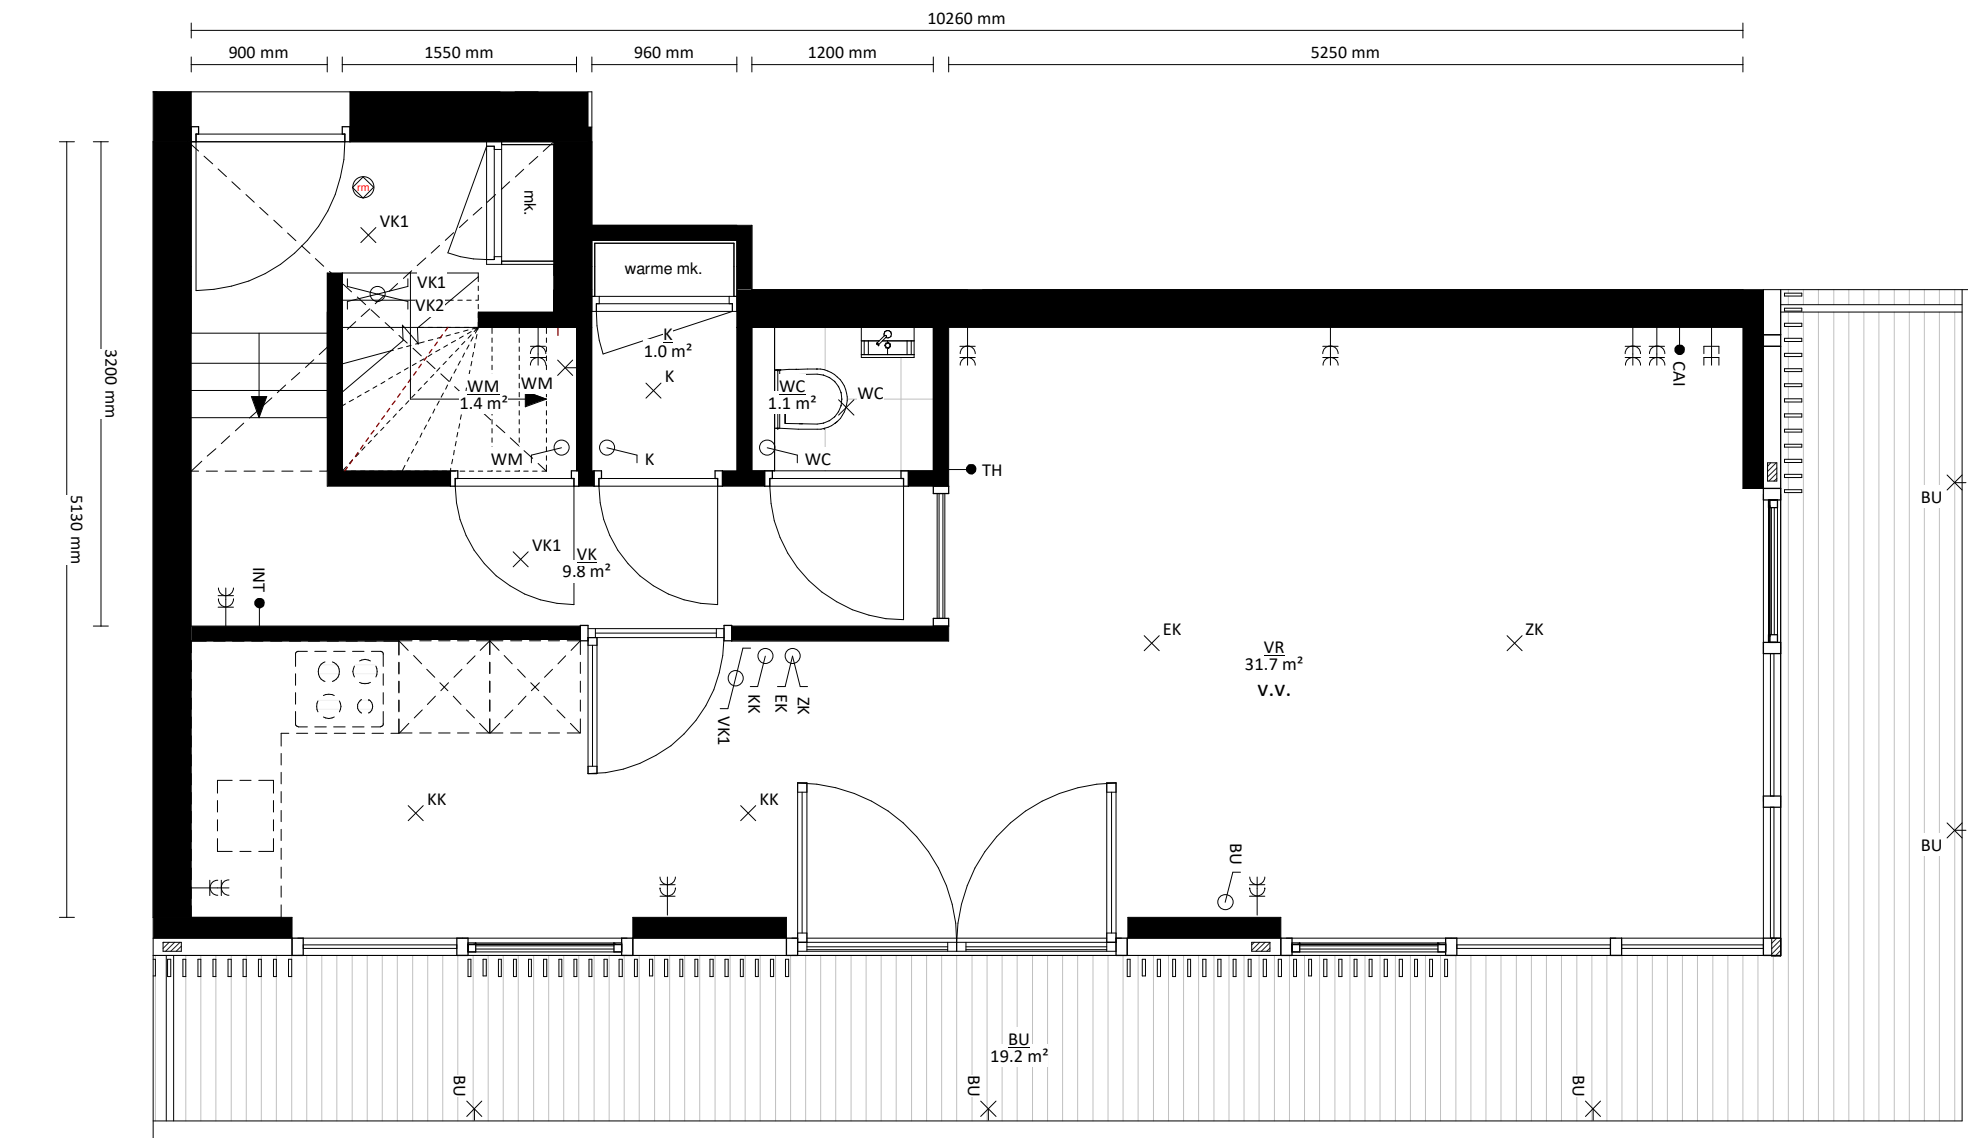 10260 mm
900 mm
1550 mm
960 mm
1200 mm
5250 mm
rm
mk.
VK1
warme mk.
VK1
VK2
K
1.0 m²
K
WM
1.4 m²
WM
WC
1.1 m²
WC
CAI
3200 mm
WM
K
WC
TH
BU
5130 mm
VK1
VK
9.8 m²
INT
EK
ZK
VR
31.7 m²
v.v.
KK
EK
ZK
VK1
KK
KK
BU
BU
BU
19.2 m²
BU
BU
BU